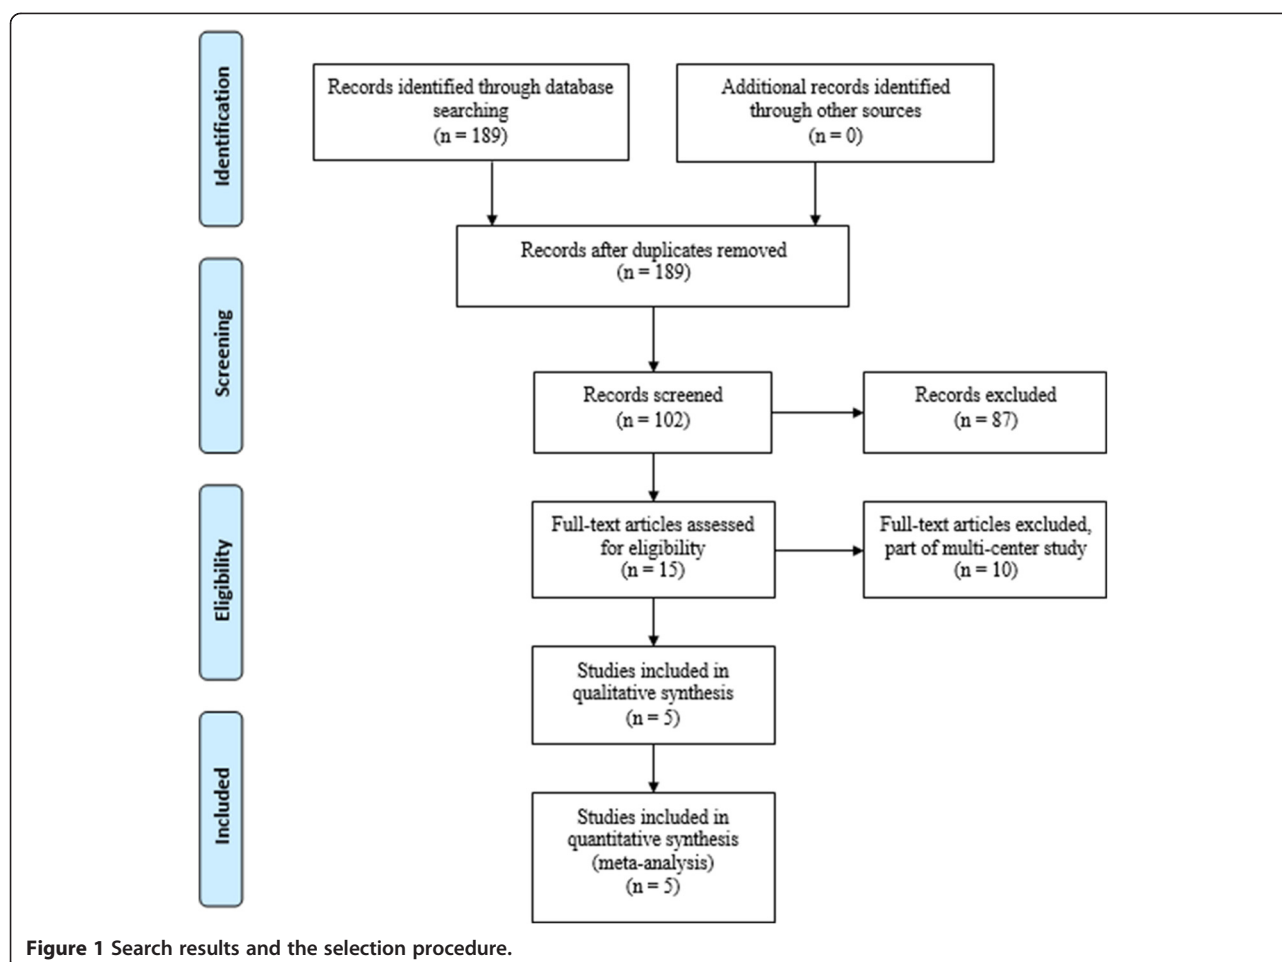 Identification
Records identified through database
searching
(n = 189)
Additional records identified
through other sources
(n = 0)
Records after duplicates removed
(n = 189)
Screening
Records screened
(n = 102)
Records excluded
(n = 87)
Eligibility
Full-text articles assessed
for eligibility
(n = 15)
Full-text articles excluded,
part of multi-center study
(n = 10)
Studies included in
qualitative synthesis
(n = 5)
Included
Studies included in
quantitative synthesis
(meta-analysis)
(n = 5)
Figure 1 Search results and the selection procedure.